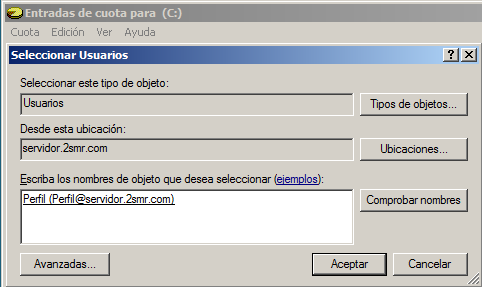 Entradas de cuota para (C:)
Cuota Edición Ver Ayuda
Seleccionar Usuarios
Seleccionar este tipo de objeto:
Usuarios Tipos de objetos...
Desde esta ubicación:
servidor.2smr.com Ubicaciones...
Escriba los nombres de objeto que desea seleccionar (ejemplos):
Perfil (Perfil@servidor.2smr.com) Comprobar nombres
Avanzadas... Aceptar Cancelar